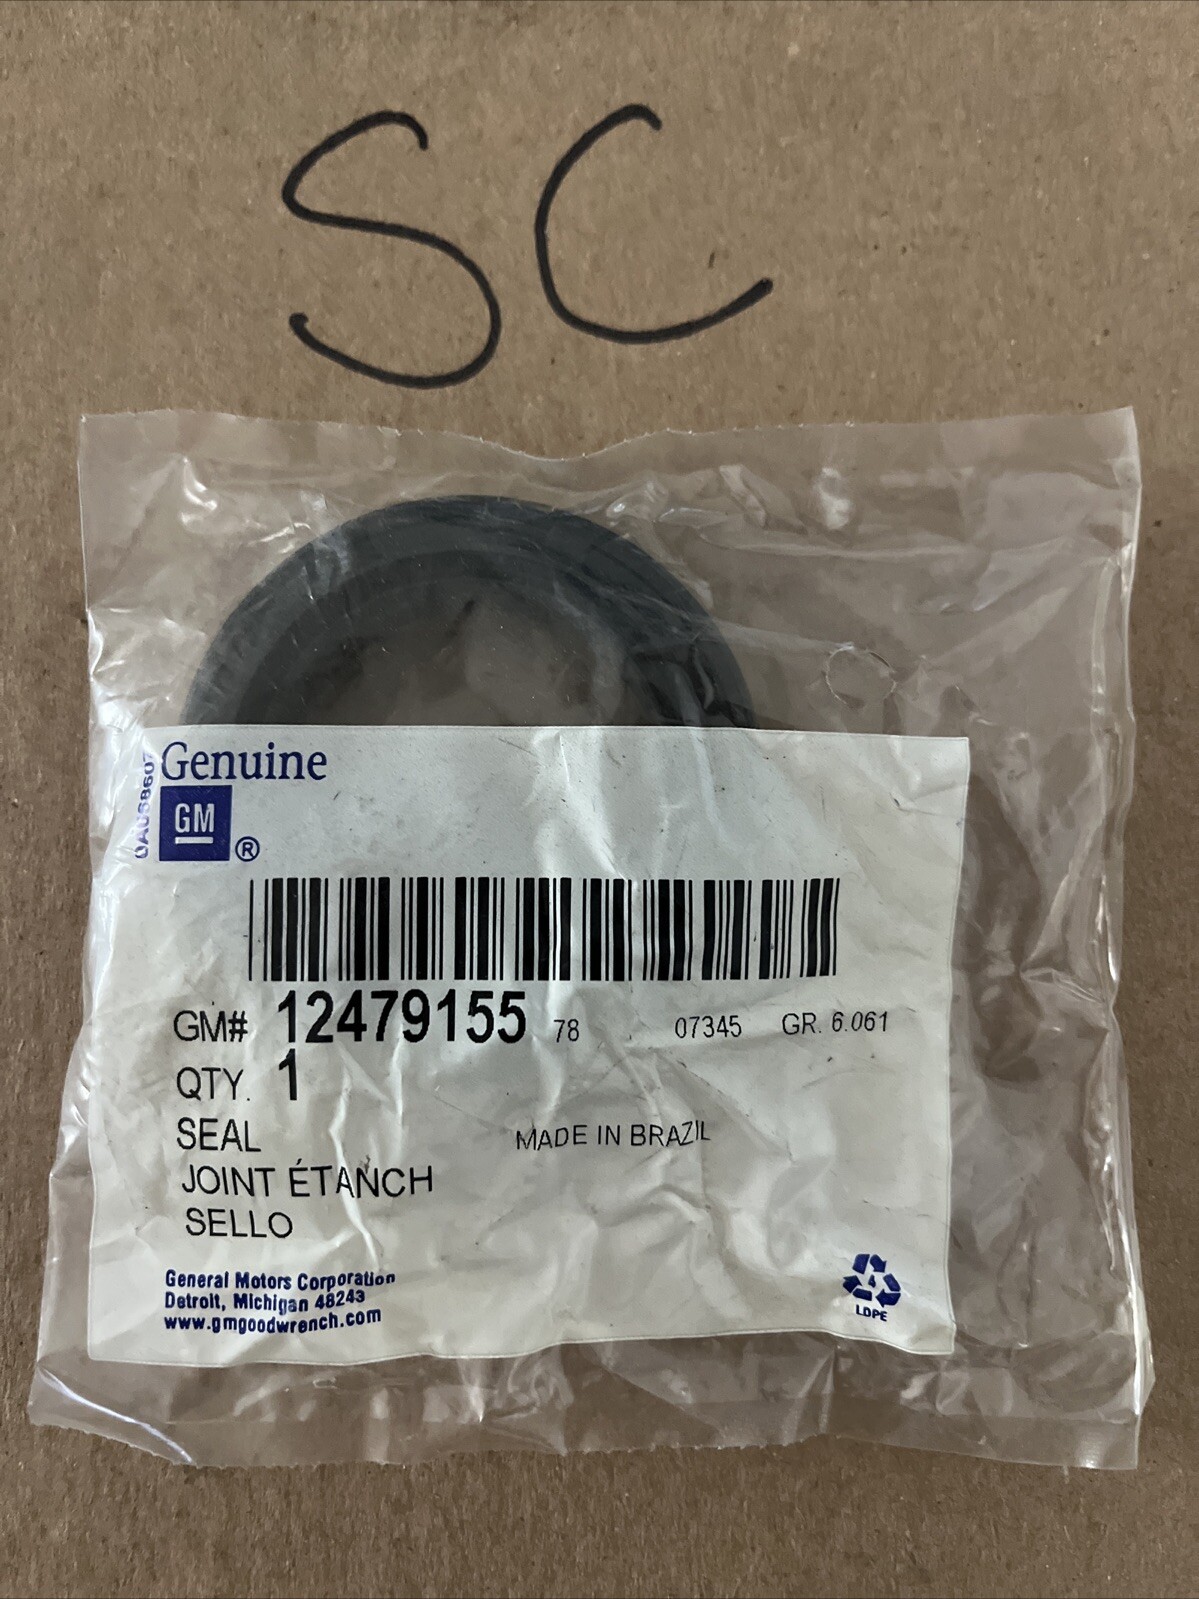 SC
Genuine
GM ®
GM# 12479155 78 07345 GR. 6.061
QTY. 1
SEAL MADE IN BRAZIL
JOINT ÉTANCH
SELLO
General Motors Corporation
Detroit, Michigan 48243
www.gmgoodwrench.com
4
LDPE